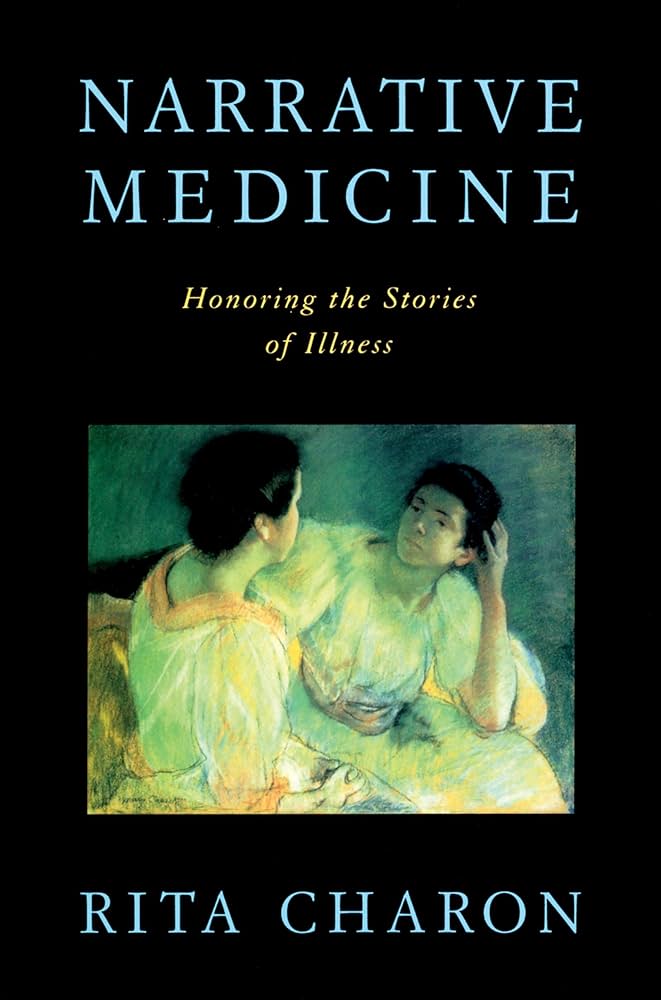 NARRATIVE
MEDICINE
Honoring the Stories
of Illness
RITA CHARON